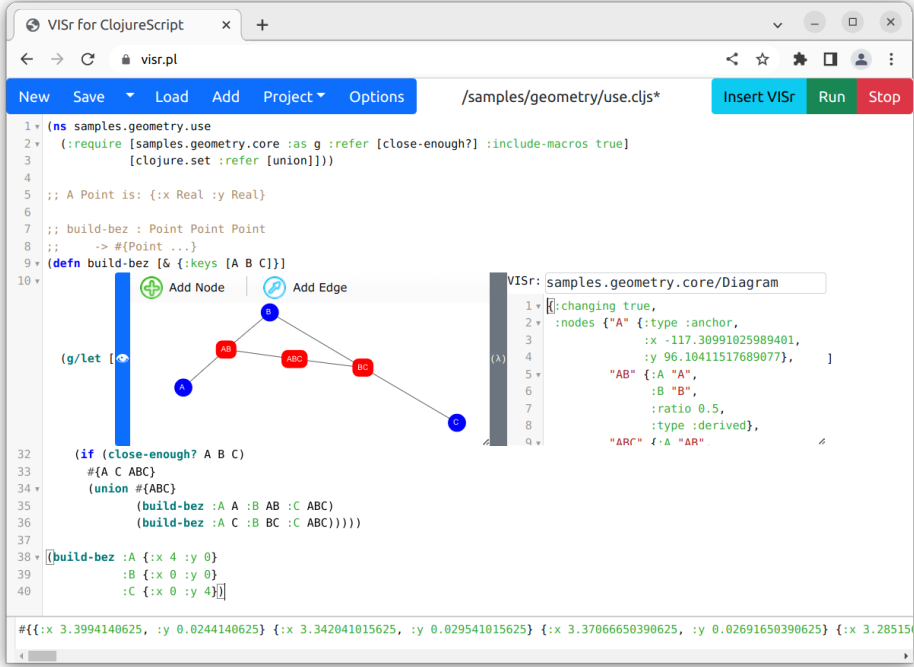 VISr for ClojureScript
visr.pl
New Save Load Add Project Options /samples/geometry/use.cljs* Insert VISr Run Stop
1 (ns samples.geometry.use
2 (:require [samples.geometry.core :as g :refer [close-enough?] :include-macros true]
3 [clojure.set :refer [union]]))
4
5 ;; A Point is: {:x Real :y Real}
6
7 ;; build-bez : Point Point Point
8 ;; -> #{Point ...}
9 (defn build-bez [& {:keys [A B C]}]
10
Add Node Add Edge
B
AB
ABC
BC
A
C
(g/let [
(λ)
VISr: samples.geometry.core/Diagram
1 {:changing true,
2 :nodes {"A" {:type :anchor,
3 :x -117.30991025989401,
4 :y 96.10411517689077},
5 "AB" {:A "A",
6 :B "B",
7 :ratio 0.5,
8 :type :derived},
9 "ABC" {:A "AB",
]
32 (if (close-enough? A B C)
33 #{A C ABC}
34 (union #{ABC}
35 (build-bez :A A :B AB :C ABC)
36 (build-bez :A C :B BC :C ABC)))))
37
38 (build-bez :A {:x 4 :y 0}
39 :B {:x 0 :y 0}
40 :C {:x 0 :y 4})
#{{:x 3.3994140625, :y 0.0244140625} {:x 3.342041015625, :y 0.029541015625} {:x 3.37066650390625, :y 0.02691650390625} {:x 3.28515